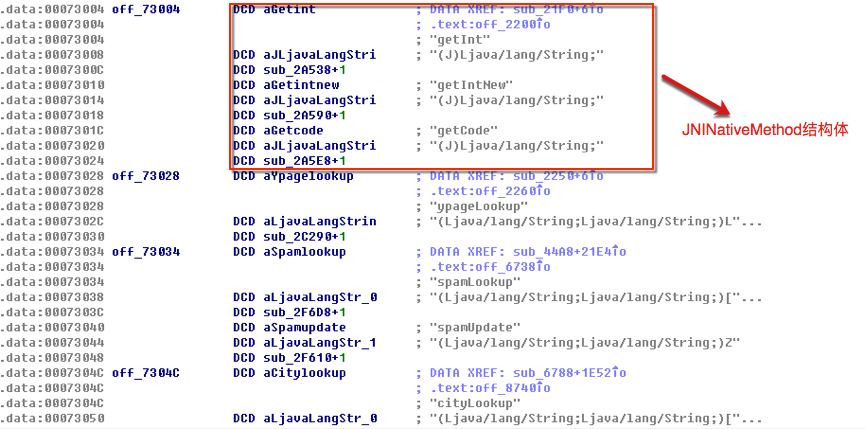 .data:00073004 off_73004 DCD aGetint ; DATA XREF: sub_21F0+6↑o
.data:00073004 ; .text:off_2200↑o
.data:00073004 ; "getInt"
.data:00073008 DCD aJLjavaLangStri ; "(J)Ljava/lang/String;"
.data:0007300C DCD sub_2A538+1
.data:00073010 DCD aGetintnew ; "getIntNew"
.data:00073014 DCD aJLjavaLangStri ; "(J)Ljava/lang/String;"
.data:00073018 DCD sub_2A590+1
.data:0007301C DCD aGetcode ; "getCode"
.data:00073020 DCD aJLjavaLangStri ; "(J)Ljava/lang/String;"
.data:00073024 DCD sub_2A5E8+1
JNINativeMethod结构体
.data:00073028 off_73028 DCD aYpagelookup ; DATA XREF: sub_2250+6↑o
.data:00073028 ; .text:off_2260↑o
.data:00073028 ; "ypageLookup"
.data:0007302C DCD aLjavaLangStrin ; "(Ljava/lang/String;Ljava/lang/String;)L"...
.data:00073030 DCD sub_2C290+1
.data:00073034 off_73034 DCD aSpamlookup ; DATA XREF: sub_44A8+21E4↑o
.data:00073034 ; .text:off_6738↑o
.data:00073034 ; "spamLookup"
.data:00073038 DCD aLjavaLangStr_0 ; "(Ljava/lang/String;Ljava/lang/String;)["...
.data:0007303C DCD sub_2F6D8+1
.data:00073040 DCD aSpamupdate ; "spamUpdate"
.data:00073044 DCD aLjavaLangStr_1 ; "(Ljava/lang/String;Ljava/lang/String;)Z"
.data:00073048 DCD sub_2F610+1
.data:0007304C off_7304C DCD aCitylookup ; DATA XREF: sub_6788+1E52↑o
.data:0007304C ; .text:off_8740↑o
.data:0007304C ; "cityLookup"
.data:00073050 DCD aLjavaLangStr_0 ; "(Ljava/lang/String;Ljava/lang/String;)["...